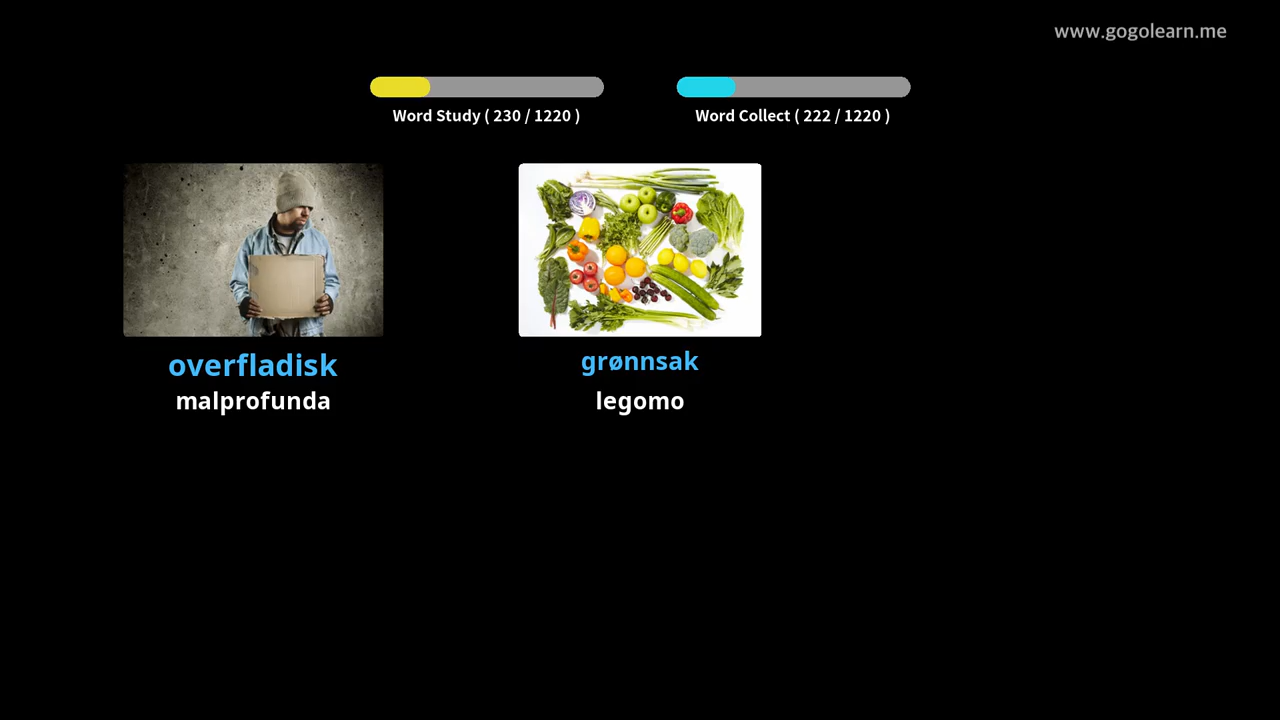 www.gogolearn.me
Word Study ( 230 / 1220 )
Word Collect ( 222 / 1220 )
overfladisk
malprofunda
grønnsak
legomo